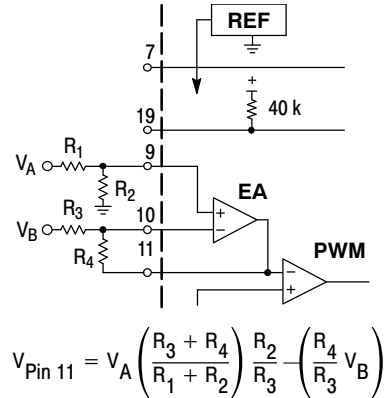 REF
7
+
40 k
19
R1
9
VA
R2
EA
R3
10
+
VB
−
11
PWM
R4
−
+
V Pin 11 = VA ( (R3 + R4) / (R1 + R2) ) R2 / R3 − ( R4 / R3 VB )